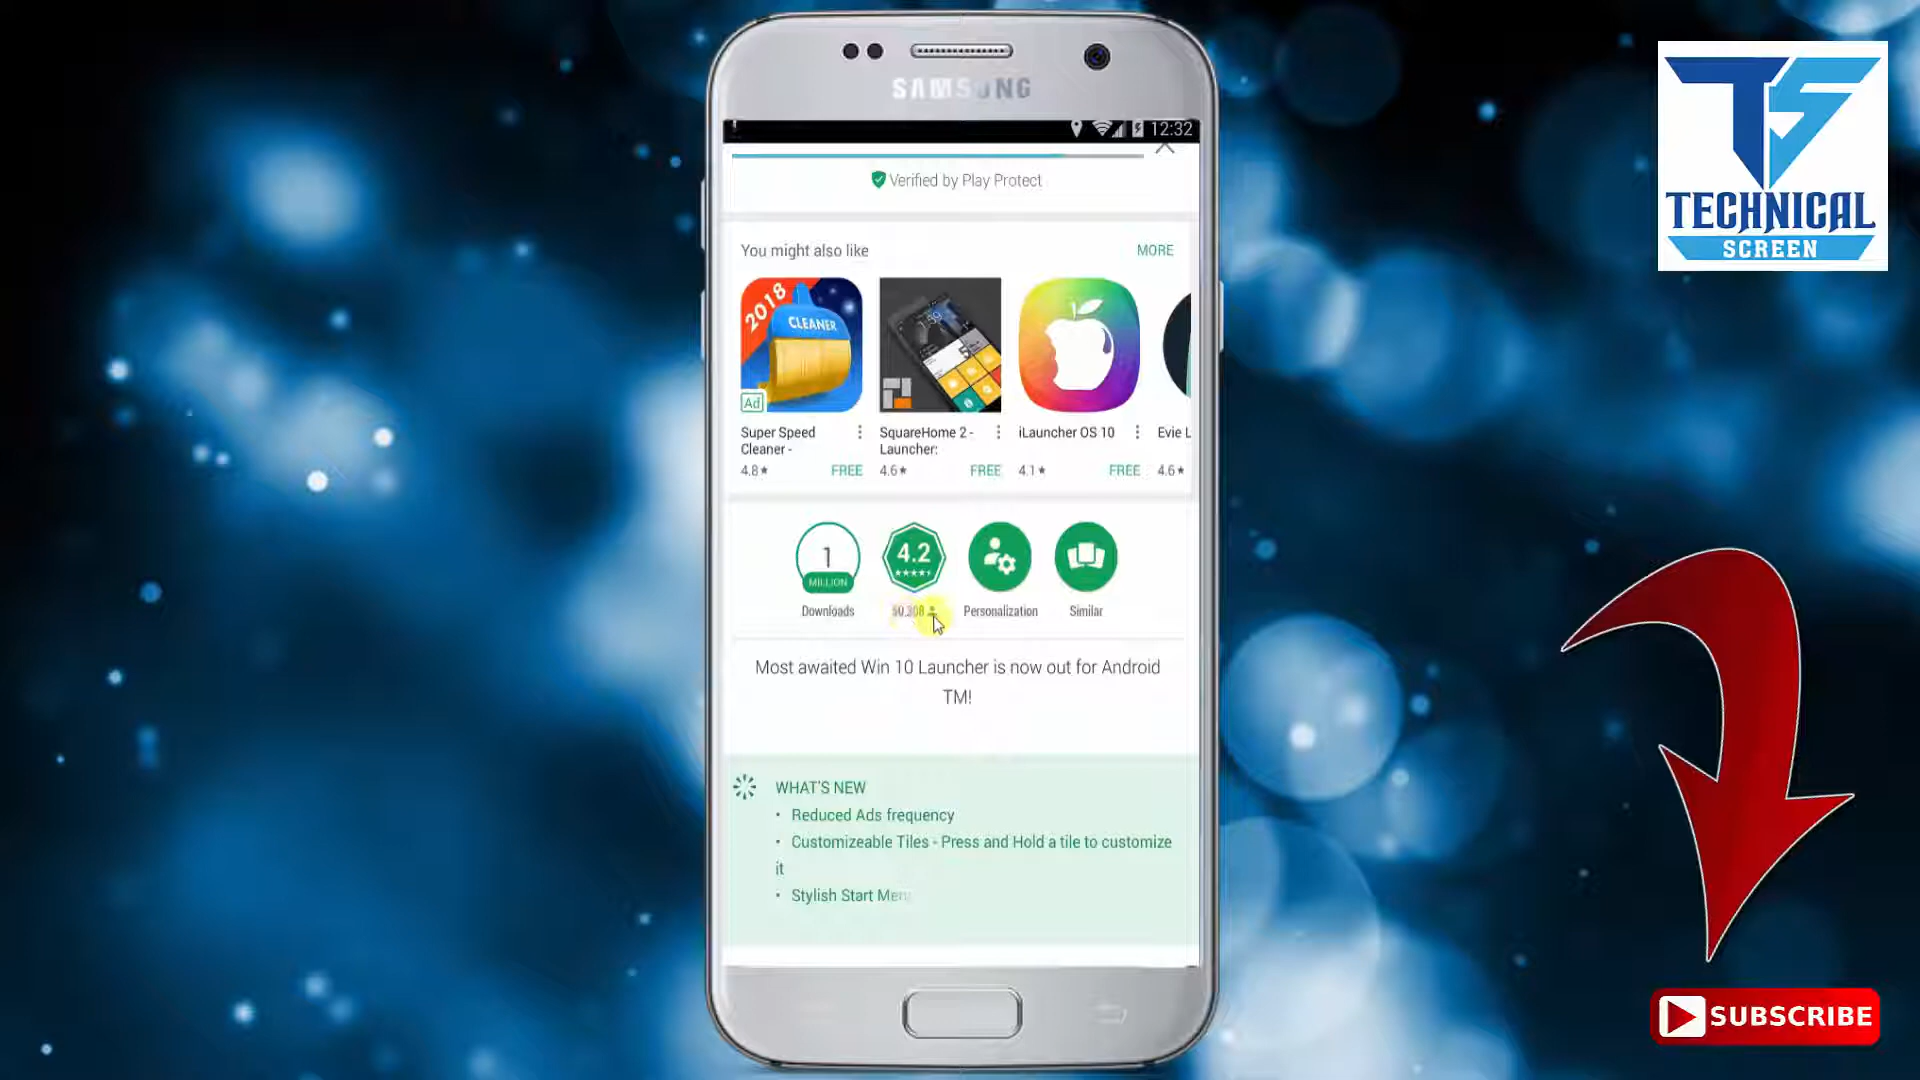 SAMSUNG
12:32
Verified by Play Protect
You might also like
MORE
2018
CLEANER
Ad
Super Speed
Cleaner -
4.8★
FREE
SquareHome 2 -
Launcher:
4.6★
FREE
iLauncher OS 10
4.1★
FREE
Evie L
4.6★
1
MILLION
Downloads
4.2
Personalization
Similar
Most awaited Win 10 Launcher is now out for Android
TM!
WHAT'S NEW
• Reduced Ads frequency
• Customizeable Tiles - Press and Hold a tile to customize
it
• Stylish Start Menu
TS
TECHNICAL
SCREEN
SUBSCRIBE